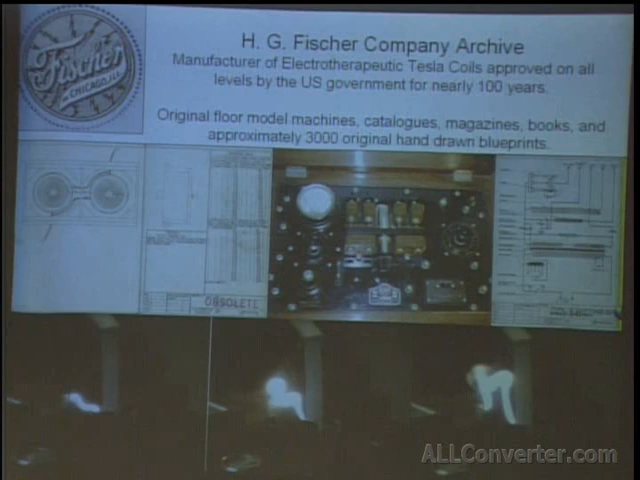 Fischer
CHICAGO, ILL.
H. G. Fischer Company Archive
Manufacturer of Electrotherapeutic Tesla Coils approved on all
levels by the US government for nearly 100 years.
Original floor model machines, catalogues, magazines, books, and
approximately 3000 original hand drawn blueprints.
OBSOLETE
ALLConverter.com